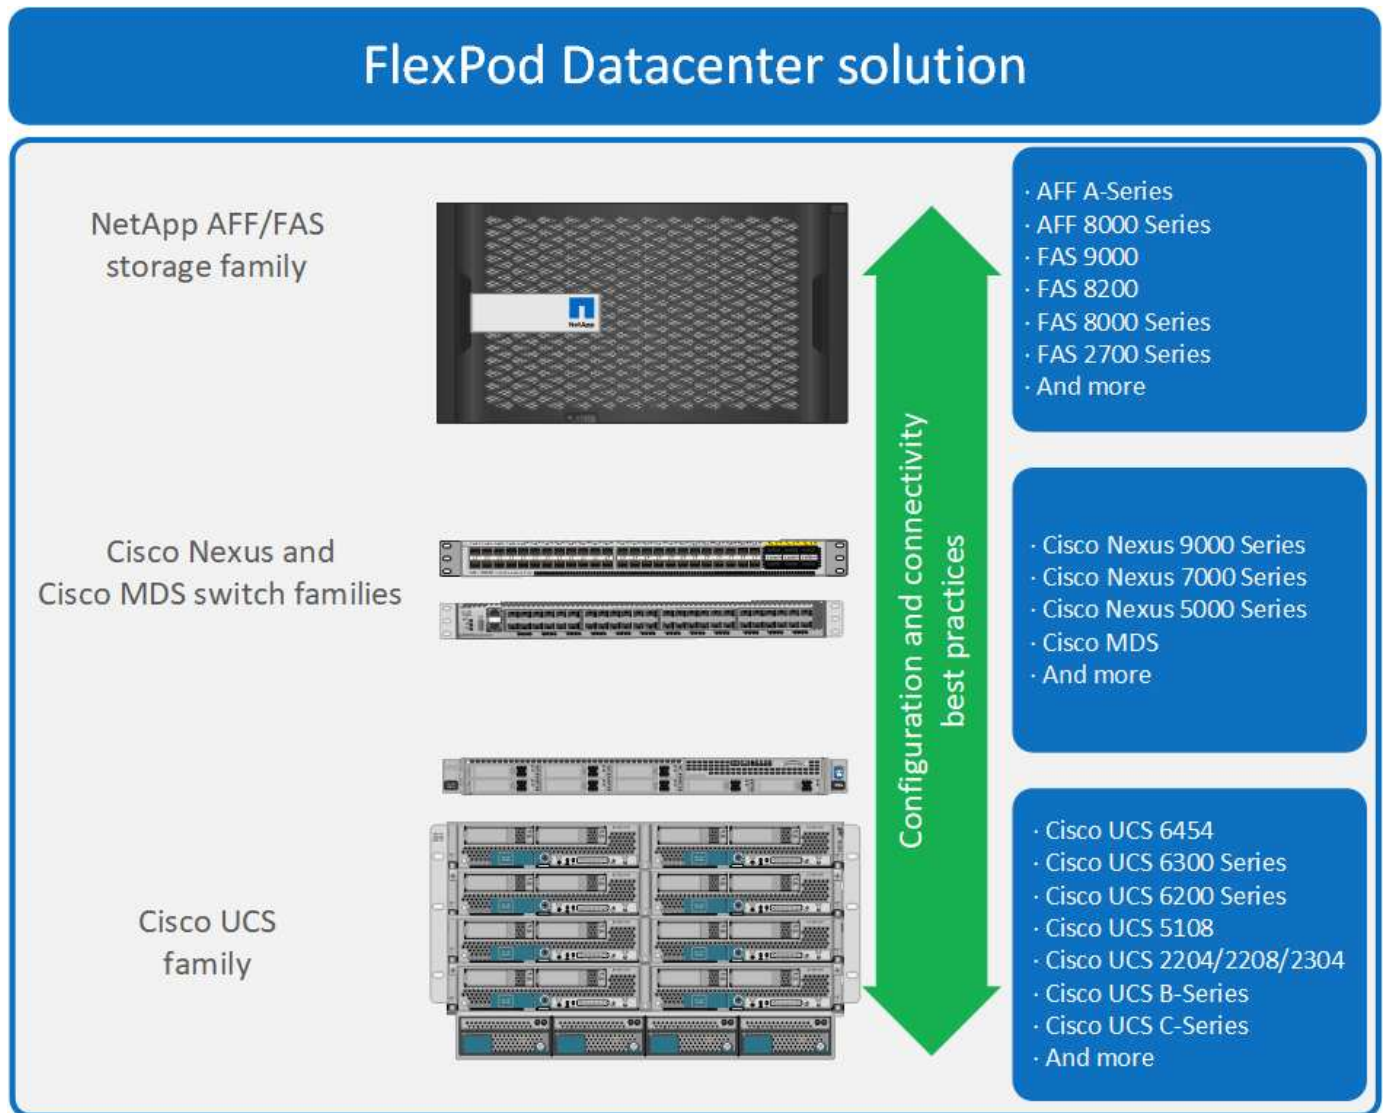 FlexPod Datacenter solution
NetApp AFF/FAS
storage family
NetApp
· AFF A-Series
· AFF 8000 Series
· FAS 9000
· FAS 8200
· FAS 8000 Series
· FAS 2700 Series
· And more
Configuration and connectivity
best practices
Cisco Nexus and
Cisco MDS switch families
· Cisco Nexus 9000 Series
· Cisco Nexus 7000 Series
· Cisco Nexus 5000 Series
· Cisco MDS
· And more
Cisco UCS
family
· Cisco UCS 6454
· Cisco UCS 6300 Series
· Cisco UCS 6200 Series
· Cisco UCS 5108
· Cisco UCS 2204/2208/2304
· Cisco UCS B-Series
· Cisco UCS C-Series
· And more